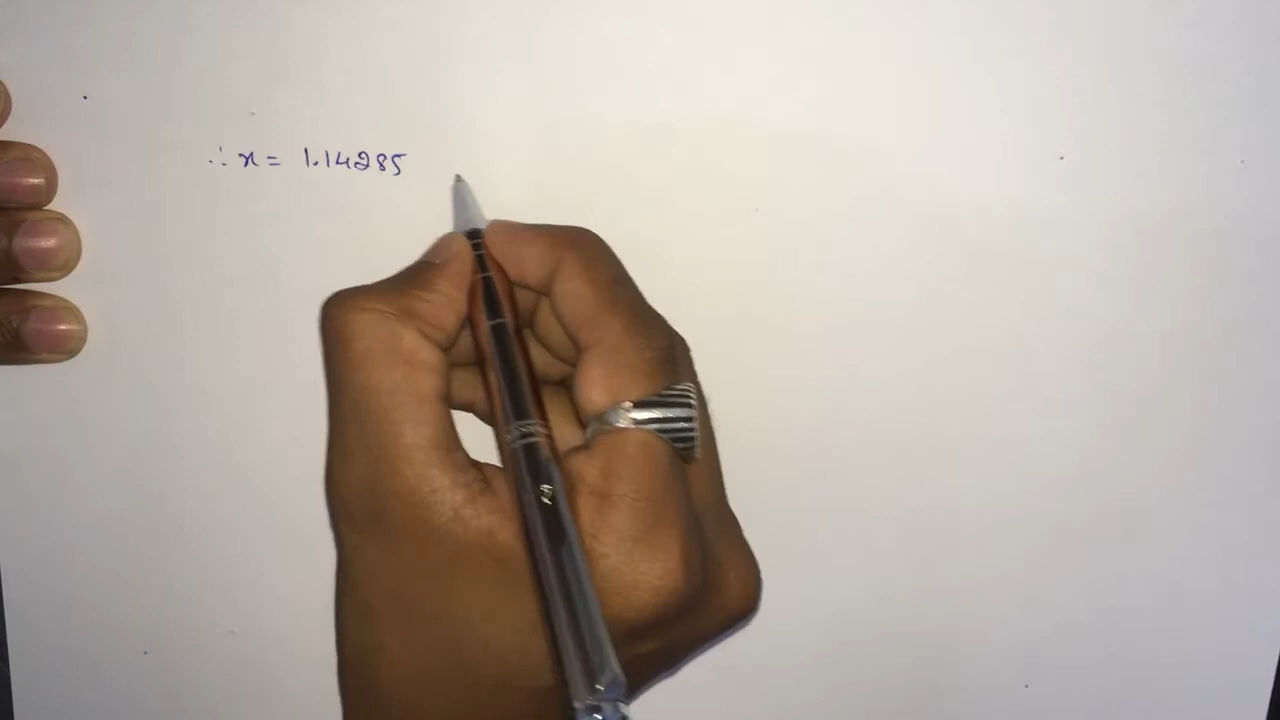 ∴ x = 1.14285